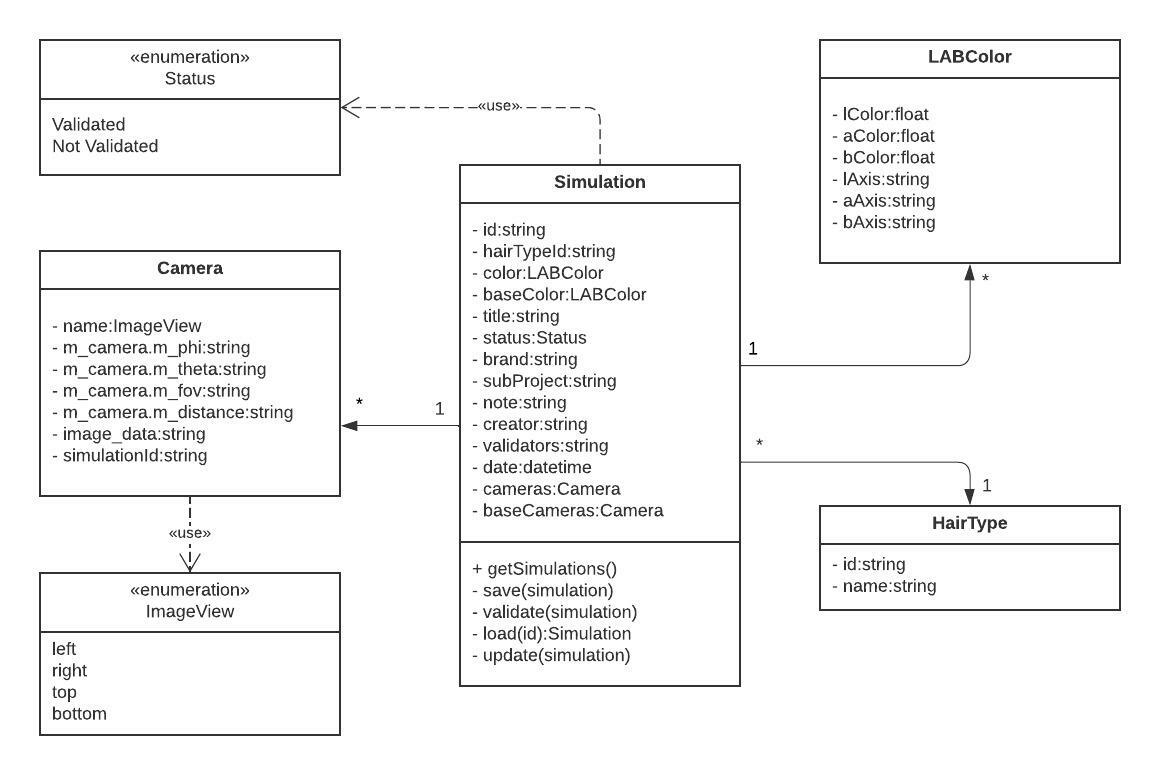 «enumeration»
Status
Validated
Not Validated
«use»
LABColor
- lColor:float
- aColor:float
- bColor:float
- lAxis:string
- aAxis:string
- bAxis:string
Simulation
- id:string
- hairTypeId:string
- color:LABColor
- baseColor:LABColor
- title:string
- status:Status
- brand:string
- subProject:string
- note:string
- creator:string
- validators:string
- date:datetime
- cameras:Camera
- baseCameras:Camera
+ getSimulations()
- save(simulation)
- validate(simulation)
- load(id):Simulation
- update(simulation)
Camera
- name:ImageView
- m_camera.m_phi:string
- m_camera.m_theta:string
- m_camera.m_fov:string
- m_camera.m_distance:string
- image_data:string
- simulationId:string
* 1
1 *
* 1
HairType
- id:string
- name:string
«use»
«enumeration»
ImageView
left
right
top
bottom